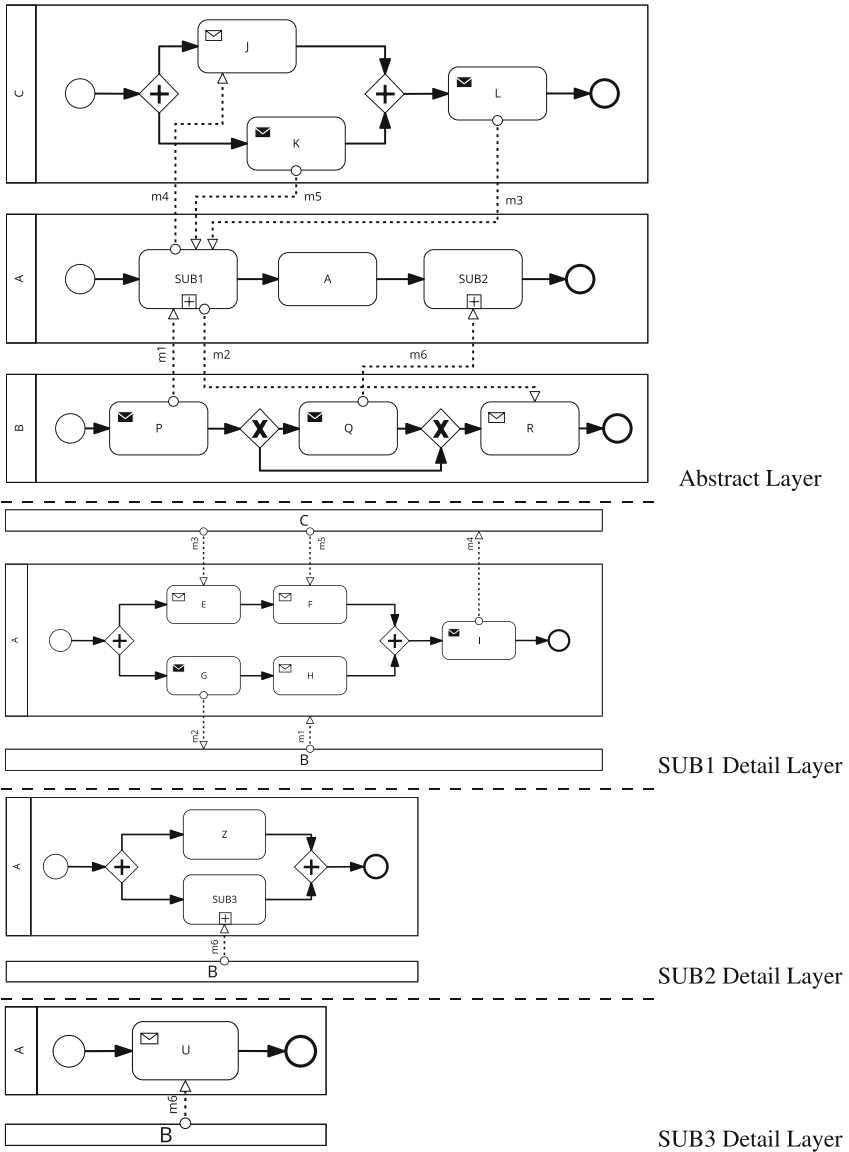 C
J
K
L
m4
m5
m3
A
SUB1
A
SUB2
m1
m2
m6
B
P
X
Q
X
R
Abstract Layer
C
m3
m5
m4
A
E
F
G
H
I
m2
m1
B
SUB1 Detail Layer
A
Z
SUB3
m6
B
SUB2 Detail Layer
A
U
m6
B
SUB3 Detail Layer